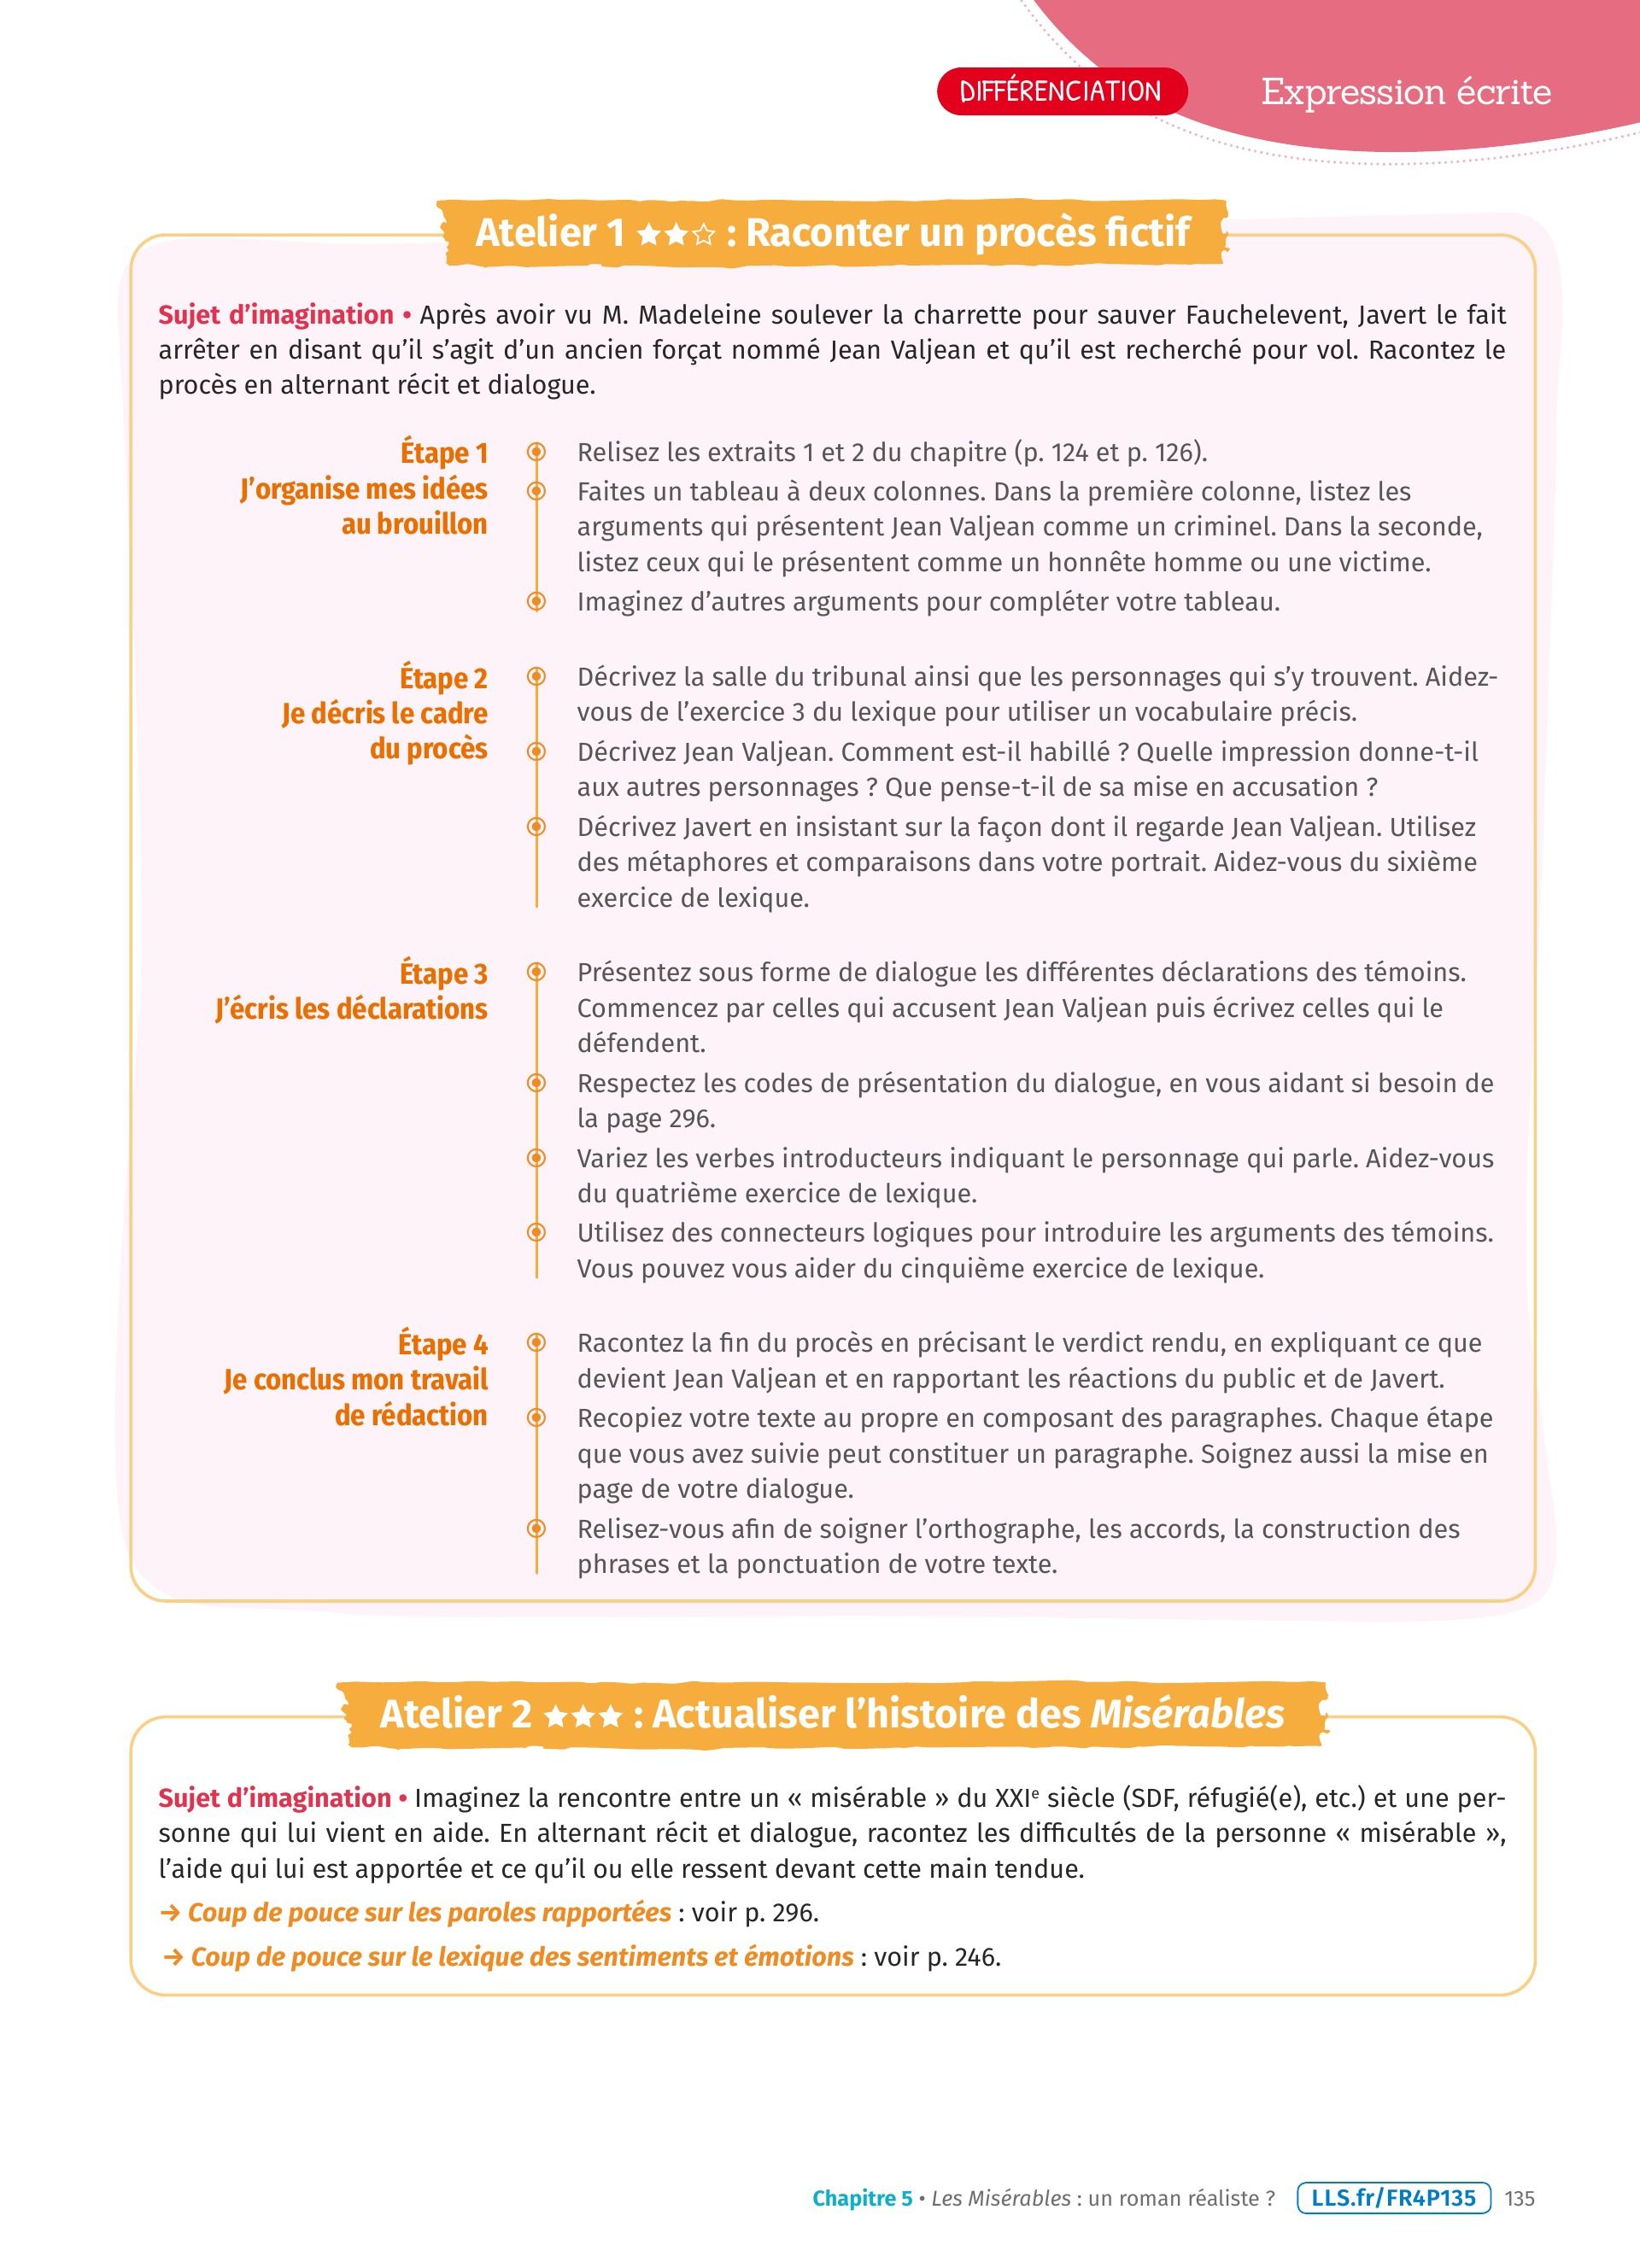 DIFFÉRENCIATION
Expression écrite
Atelier 1 ★★☆ : Raconter un procès fictif
Sujet d’imagination • Après avoir vu M. Madeleine soulever la charrette pour sauver Fauchelevent, Javert le fait
arrêter en disant qu’il s’agit d’un ancien forçat nommé Jean Valjean et qu’il est recherché pour vol. Racontez le
procès en alternant récit et dialogue.
Étape 1
J’organise mes idées
au brouillon
Relisez les extraits 1 et 2 du chapitre (p. 124 et p. 126).
Faites un tableau à deux colonnes. Dans la première colonne, listez les
arguments qui présentent Jean Valjean comme un criminel. Dans la seconde,
listez ceux qui le présentent comme un honnête homme ou une victime.
Imaginez d’autres arguments pour compléter votre tableau.
Étape 2
Je décris le cadre
du procès
Décrivez la salle du tribunal ainsi que les personnages qui s’y trouvent. Aidez-
vous de l’exercice 3 du lexique pour utiliser un vocabulaire précis.
Décrivez Jean Valjean. Comment est-il habillé ? Quelle impression donne-t-il
aux autres personnages ? Que pense-t-il de sa mise en accusation ?
Décrivez Javert en insistant sur la façon dont il regarde Jean Valjean. Utilisez
des métaphores et comparaisons dans votre portrait. Aidez-vous du sixième
exercice de lexique.
Étape 3
J’écris les déclarations
Présentez sous forme de dialogue les différentes déclarations des témoins.
Commencez par celles qui accusent Jean Valjean puis écrivez celles qui le
défendent.
Respectez les codes de présentation du dialogue, en vous aidant si besoin de
la page 296.
Variez les verbes introducteurs indiquant le personnage qui parle. Aidez-vous
du quatrième exercice de lexique.
Utilisez des connecteurs logiques pour introduire les arguments des témoins.
Vous pouvez vous aider du cinquième exercice de lexique.
Étape 4
Je conclus mon travail
de rédaction
Racontez la fin du procès en précisant le verdict rendu, en expliquant ce que
devient Jean Valjean et en rapportant les réactions du public et de Javert.
Recopiez votre texte au propre en composant des paragraphes. Chaque étape
que vous avez suivie peut constituer un paragraphe. Soignez aussi la mise en
page de votre dialogue.
Relisez-vous afin de soigner l’orthographe, les accords, la construction des
phrases et la ponctuation de votre texte.
Atelier 2 ★★★ : Actualiser l’histoire des Misérables
Sujet d’imagination • Imaginez la rencontre entre un « misérable » du XXIe siècle (SDF, réfugié(e), etc.) et une per-
sonne qui lui vient en aide. En alternant récit et dialogue, racontez les difficultés de la personne « misérable »,
l’aide qui lui est apportée et ce qu’il ou elle ressent devant cette main tendue.
→ Coup de pouce sur les paroles rapportées : voir p. 296.
→ Coup de pouce sur le lexique des sentiments et émotions : voir p. 246.
Chapitre 5 • Les Misérables : un roman réaliste ? LLS.fr/FR4P135 135